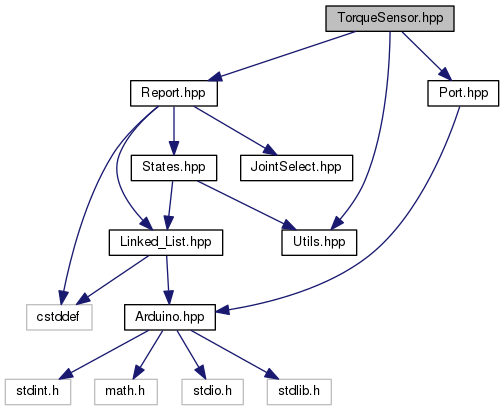 TorqueSensor.hpp
Report.hpp
Port.hpp
States.hpp
JointSelect.hpp
Linked_List.hpp
Utils.hpp
cstddef
Arduino.hpp
stdint.h
math.h
stdio.h
stdlib.h